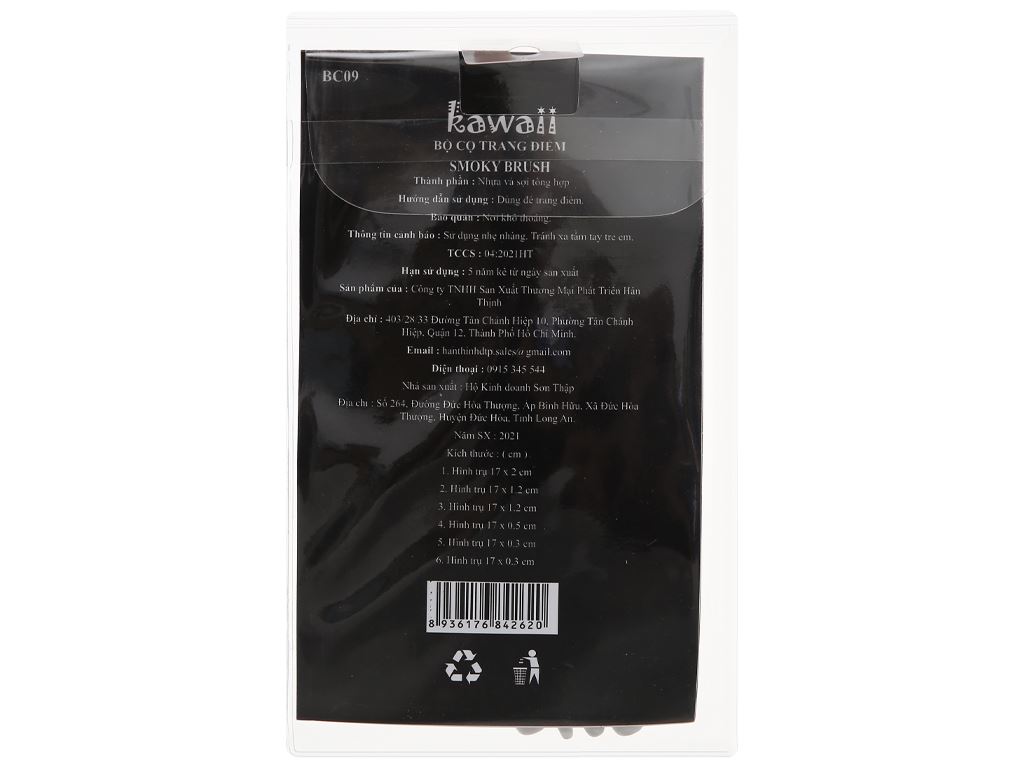 BC09
kawaii
BỘ CỌ TRANG ĐIỂM
SMOKY BRUSH
Thành phần : Nhựa và sợi tổng hợp
Hướng dẫn sử dụng : Dùng để trang điểm.
Bảo quản : Nơi khô thoáng.
Thông tin cảnh báo : Sử dụng nhẹ nhàng. Tránh xa tầm tay trẻ em.
TCCS : 04:2021HT
Hạn sử dụng : 5 năm kể từ ngày sản xuất
Sản phẩm của : Công ty TNHH Sản Xuất Thương Mại Phát Triển Hân
Thịnh
Địa chỉ : 403/28.33 Đường Tân Chánh Hiệp 10, Phường Tân Chánh
Hiệp, Quận 12, Thành Phố Hồ Chí Minh.
Email : hanthinhdtp.sales@gmail.com
Điện thoại : 0915 345 544
Nhà sản xuất : Hộ Kinh doanh Sơn Thập
Địa chỉ : Số 264, Đường Đức Hòa Thượng, Ấp Bình Hữu, Xã Đức Hòa
Thượng, Huyện Đức Hòa, Tỉnh Long An.
Năm SX : 2021
Kích thước : ( cm )
1. Hình trụ 17 x 2 cm
2. Hình trụ 17 x 1.2 cm
3. Hình trụ 17 x 1.2 cm
4. Hình trụ 17 x 0.5 cm
5. Hình trụ 17 x 0.3 cm
6. Hình trụ 17 x 0.3 cm
8 936176 842620